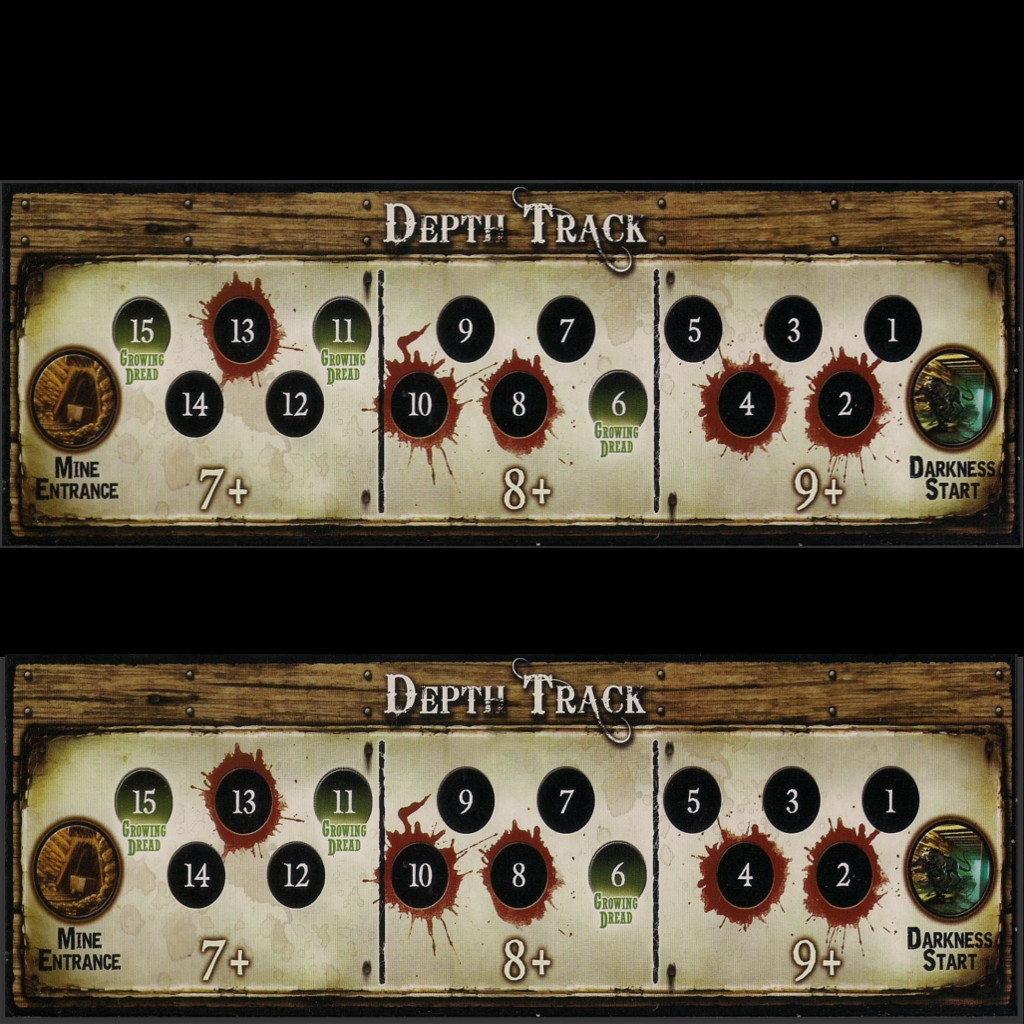 DEPTH TRACK
15 13 11 9 7 5 3 1
GROWING DREAD GROWING DREAD
14 12 10 8 6 4 2
GROWING DREAD
MINE ENTRANCE 7+ 8+ 9+ DARKNESS START
DEPTH TRACK
15 13 11 9 7 5 3 1
GROWING DREAD GROWING DREAD
14 12 10 8 6 4 2
GROWING DREAD
MINE ENTRANCE 7+ 8+ 9+ DARKNESS START